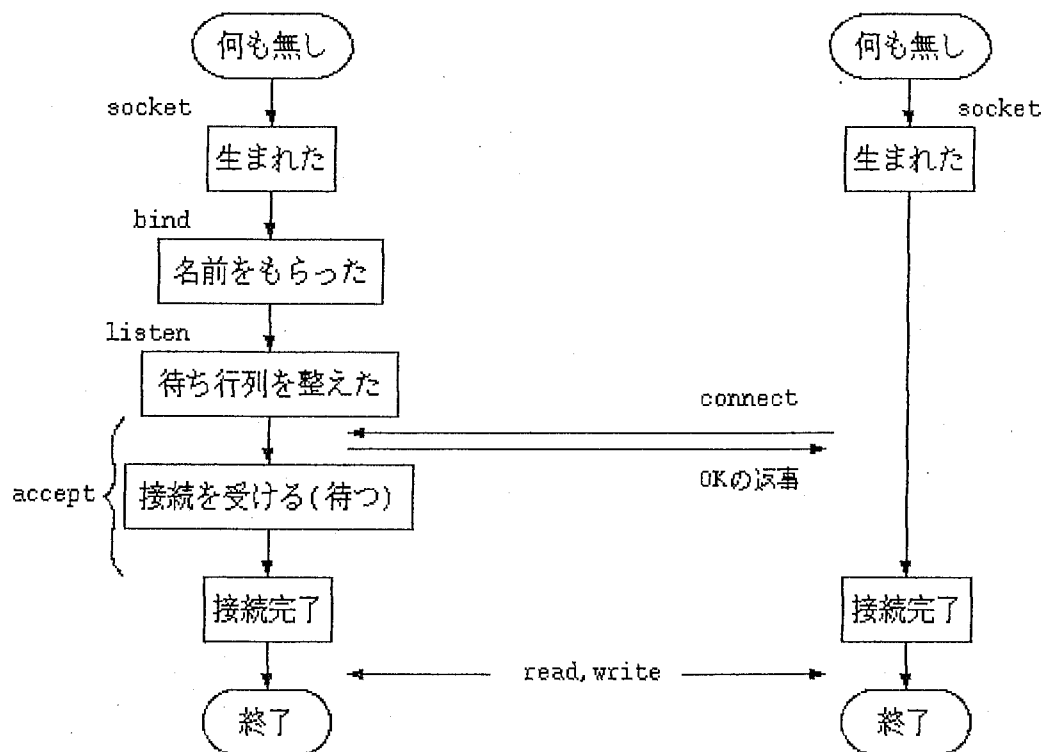 何も無し
何も無し
socket
socket
生まれた
生まれた
bind
名前をもらった
listen
待ち行列を整えた
connect
OKの返事
accept
接続を受ける(待つ)
接続完了
接続完了
read,write
終了
終了